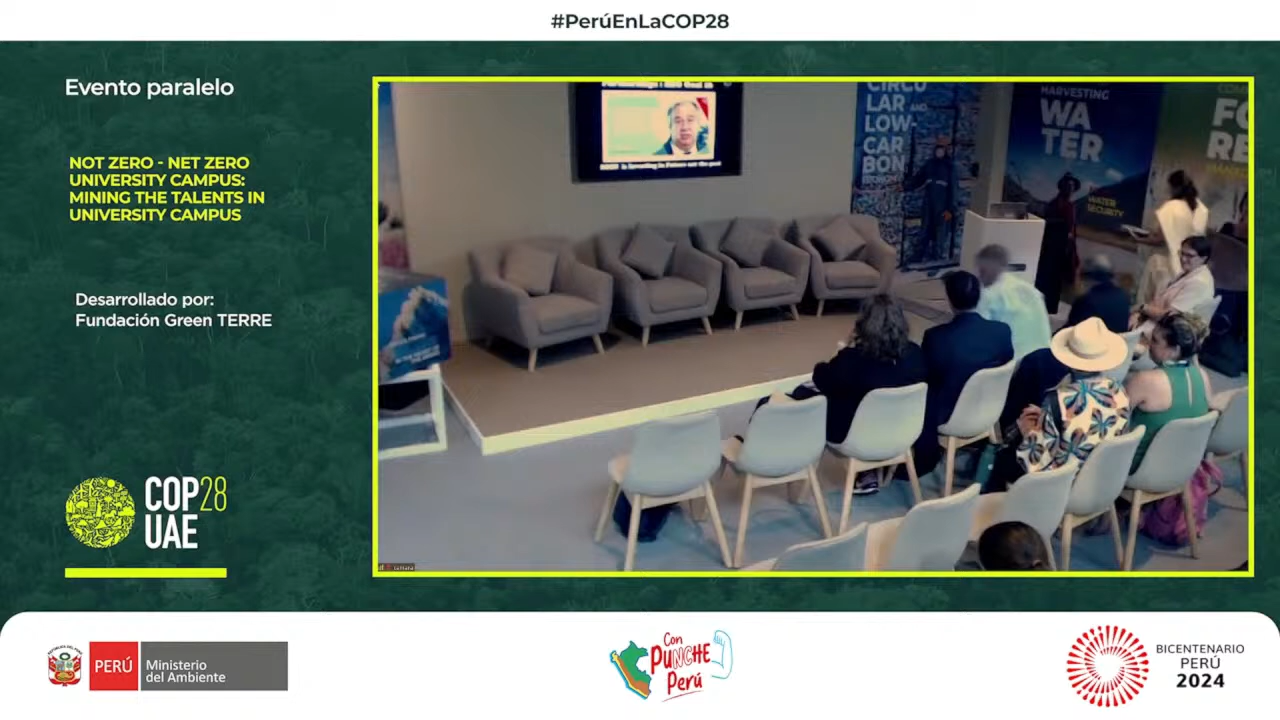 #PerúEnLaCOP28
Evento paralelo
NOT ZERO - NET ZERO
UNIVERSITY CAMPUS:
MINING THE TALENTS IN
UNIVERSITY CAMPUS
Desarrollado por:
Fundación Green TERRE
COP28
UAE
CIRCU
LAR AND
LOW-
CAR
BON
HARVESTING
WA
TER
WATER
SECURITY
FO
RE
PERÚ
Ministerio
del Ambiente
Con
PUNCHE
Perú
BICENTENARIO
PERÚ
2024